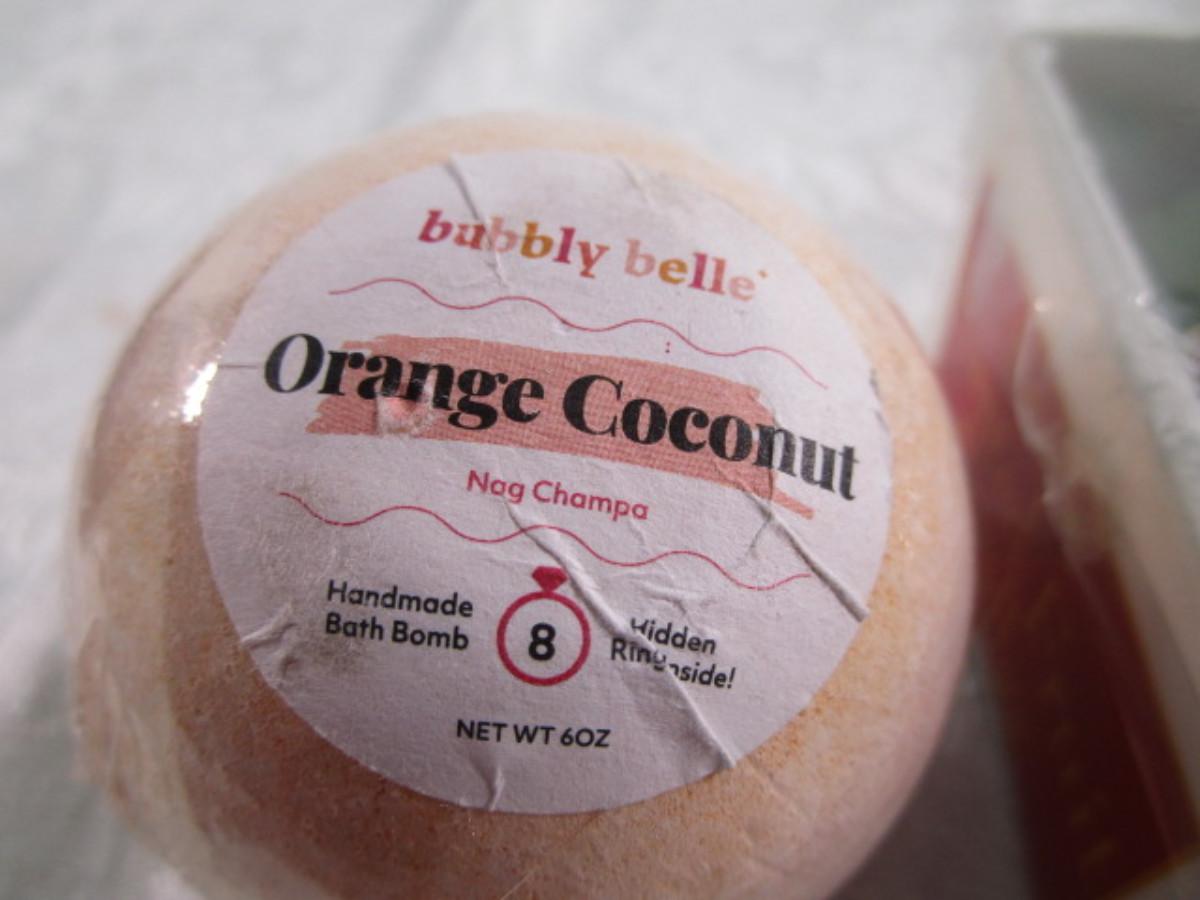 bubbly belle
Orange Coconut
Nag Champa
Handmade
Bath Bomb
8
Hidden
Ring Inside!
NET WT 6OZ